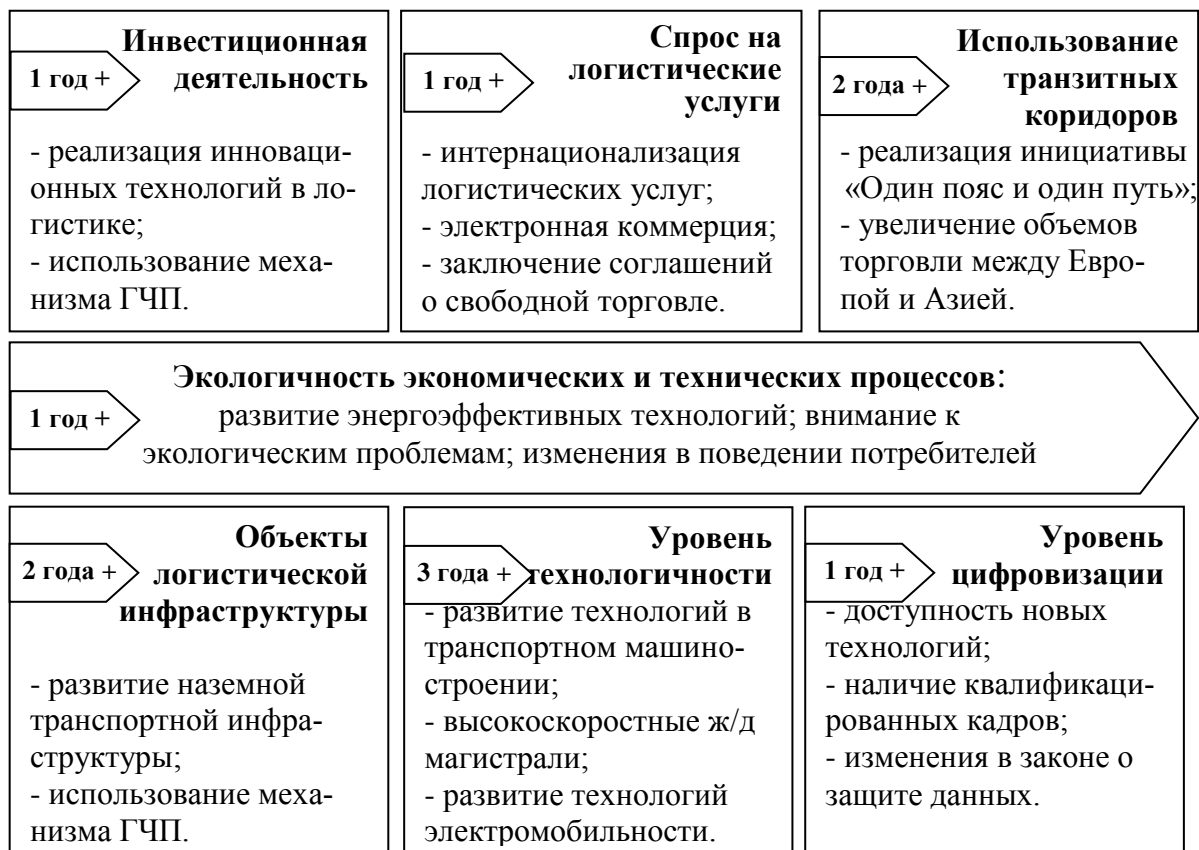 Инвестиционная
1 год +
деятельность
- реализация инноваци-
онных технологий в ло-
гистике;
- использование меха-
низма ГЧП.
Спрос на
логистические
1 год +
услуги
- интернационализация
логистических услуг;
- электронная коммерция;
- заключение соглашений
о свободной торговле.
Использование
транзитных
2 года +
коридоров
- реализация инициативы
«Один пояс и один путь»;
- увеличение объемов
торговли между Евро-
пой и Азией.
Экологичность экономических и технических процессов:
1 год +
развитие энергоэффективных технологий; внимание к
экологическим проблемам; изменения в поведении потребителей
Объекты
2 года +
логистической
инфраструктуры
- развитие наземной
транспортной инфра-
структуры;
- использование меха-
низма ГЧП.
Уровень
3 года +
технологичности
- развитие технологий в
транспортном машино-
строении;
- высокоскоростные ж/д
магистрали;
- развитие технологий
электромобильности.
Уровень
1 год +
цифровизации
- доступность новых
технологий;
- наличие квалификаци-
рованных кадров;
- изменения в законе о
защите данных.